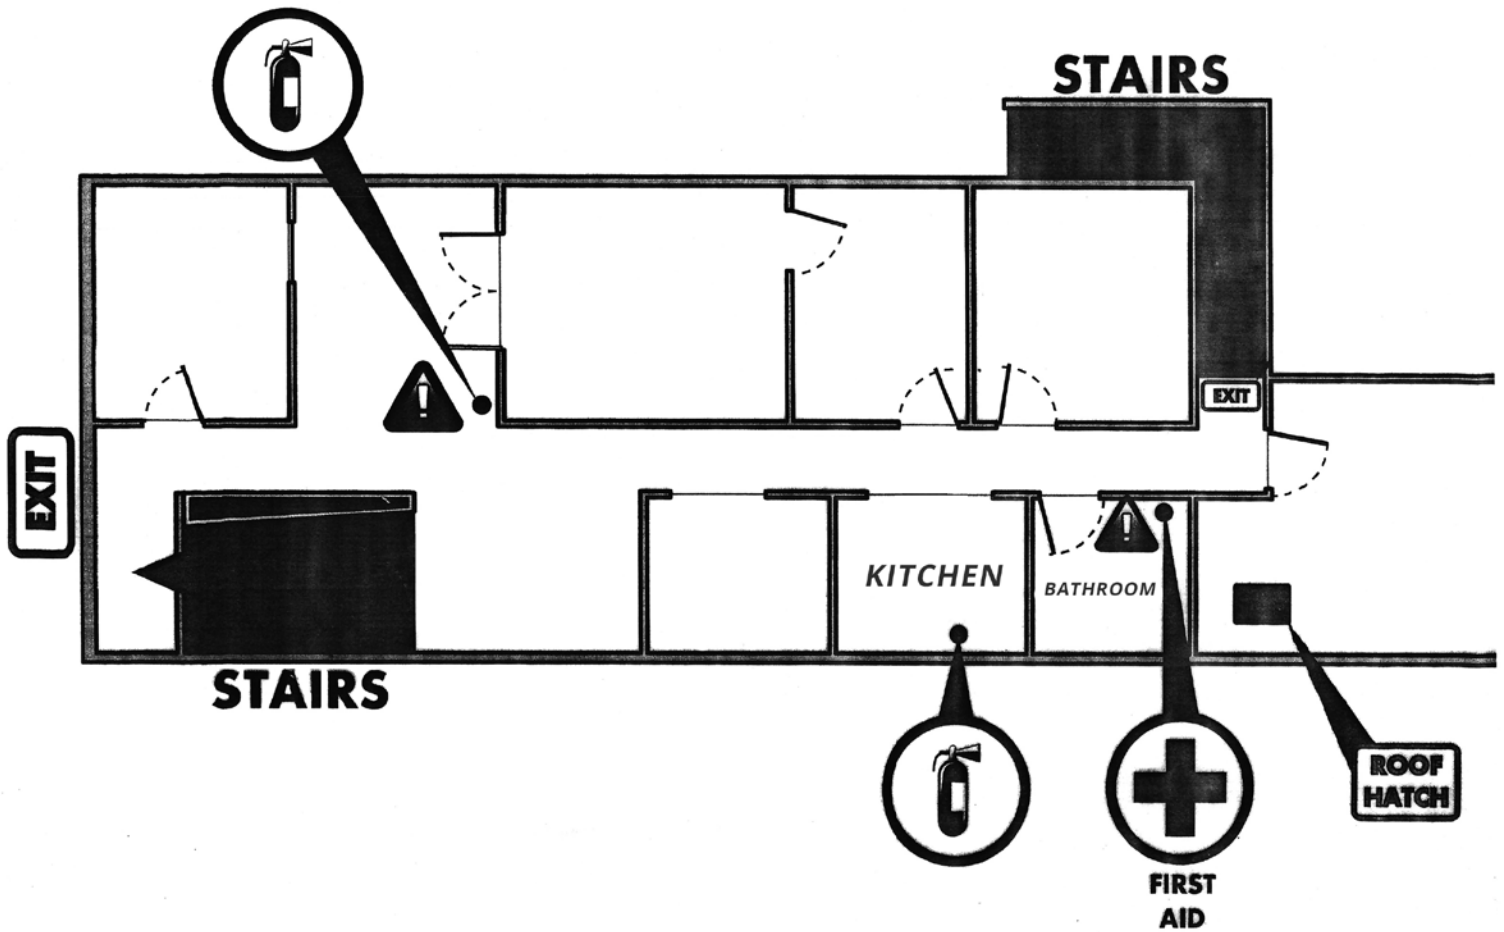 STAIRS
EXIT
EXIT
KITCHEN
BATHROOM
STAIRS
ROOF
HATCH
FIRST
AID